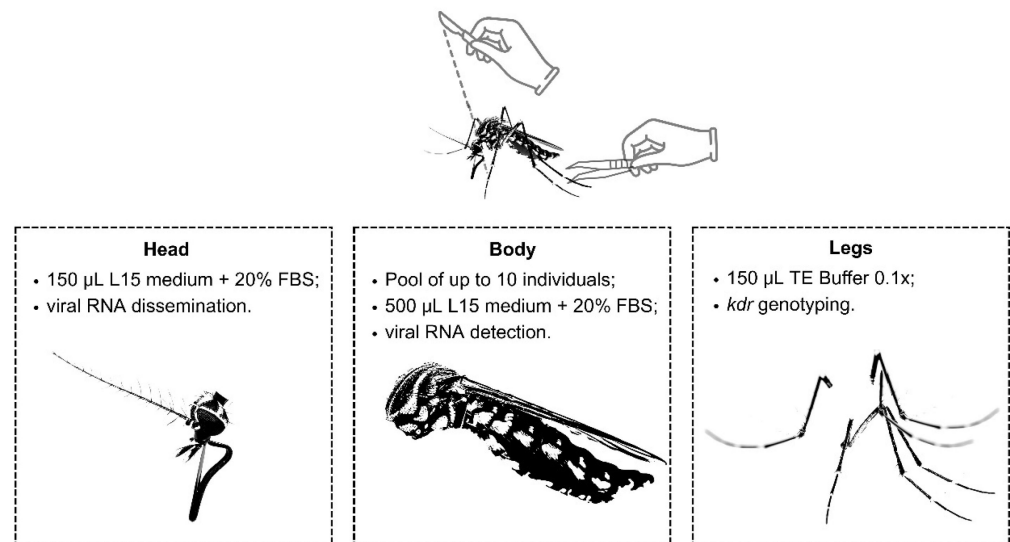 Head
• 150 µL L15 medium + 20% FBS;
• viral RNA dissemination.
Body
• Pool of up to 10 individuals;
• 500 µL L15 medium + 20% FBS;
• viral RNA detection.
Legs
• 150 µL TE Buffer 0.1x;
• kdr genotyping.